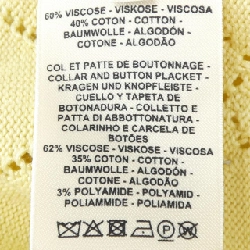 60% VISCOSE - VISKOSE - VISCOSA
40% COTON - COTTON -
BAUMWOLLE - ALGODÓN -
COTONE - ALGODÃO
COL ET PATTE DE BOUTONNAGE -
COLLAR AND BUTTON PLACKET -
KRAGEN UND KNOPFLEISTE -
CUELLO Y TAPETA DE
BOTONADURA - COLLETTO E
PATTA DI ABBOTTONATURA -
COLARINHO E CARCELA DE
BOTÕES
62% VISCOSE - VISKOSE - VISCOSA
35% COTON - COTTON -
BAUMWOLLE - ALGODÓN -
COTONE - ALGODÃO
3% POLYAMIDE - POLYAMID -
POLIAMMIDE - POLIAMIDA